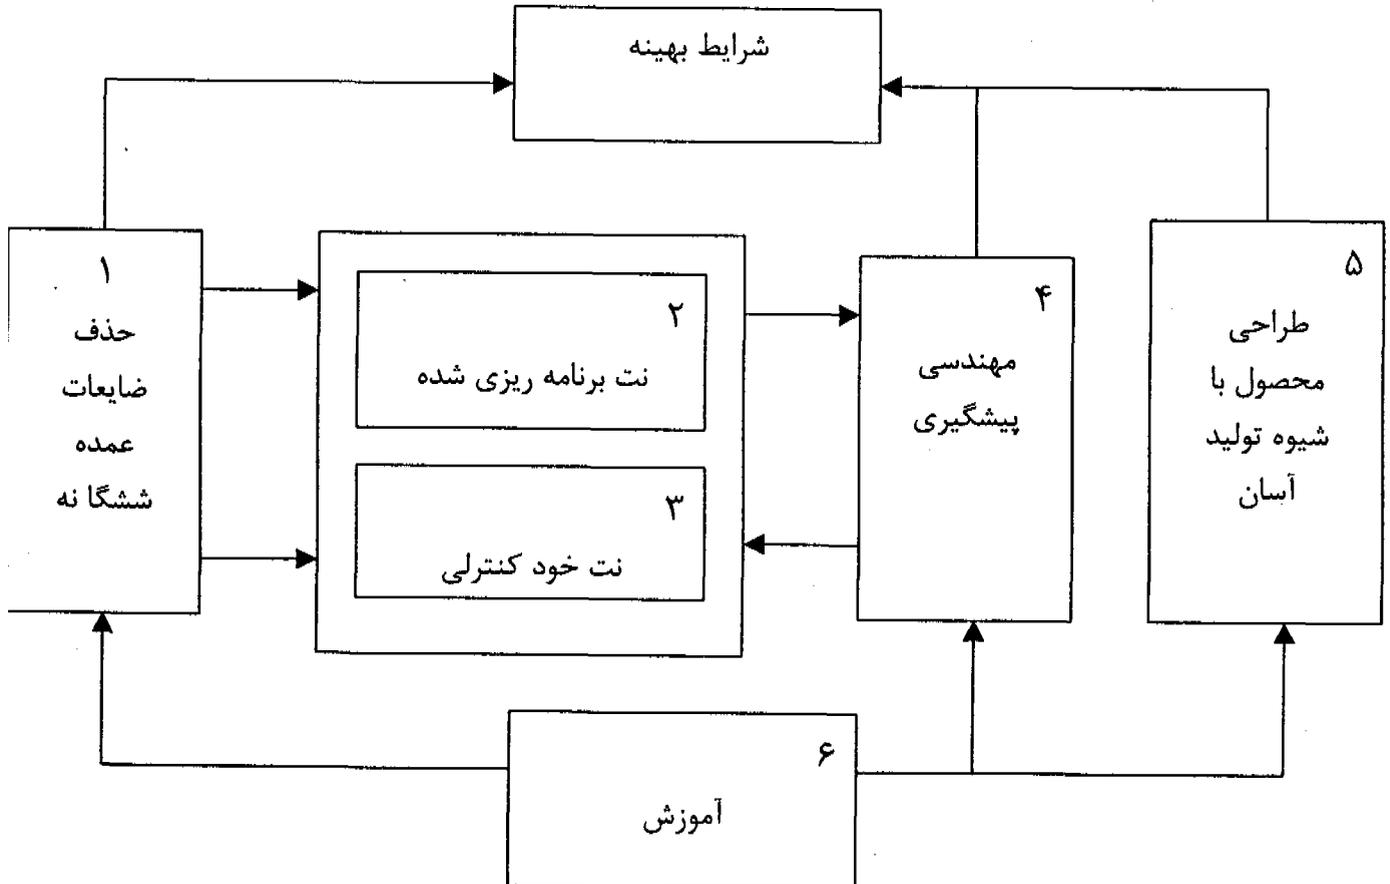 شرایط بهینه
۱
حذف
ضایعات
عمده
ششگا نه
۲
نت برنامه ریزی شده
۳
نت خود کنترلی
۴
مهندسی
پیشگیری
۵
طراحی
محصول با
شیوه تولید
آسان
۶
آموزش